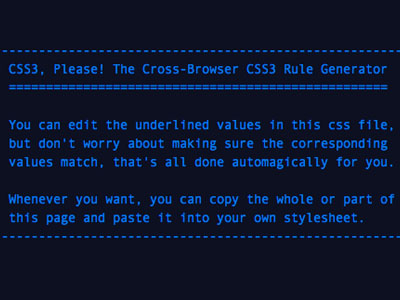 CSS3, Please! The Cross-Browser CSS3 Rule Generator
You can edit the underlined values in this css file,
but don't worry about making sure the corresponding
values match, that's all done automagically for you.
Whenever you want, you can copy the whole or part of
this page and paste it into your own stylesheet.